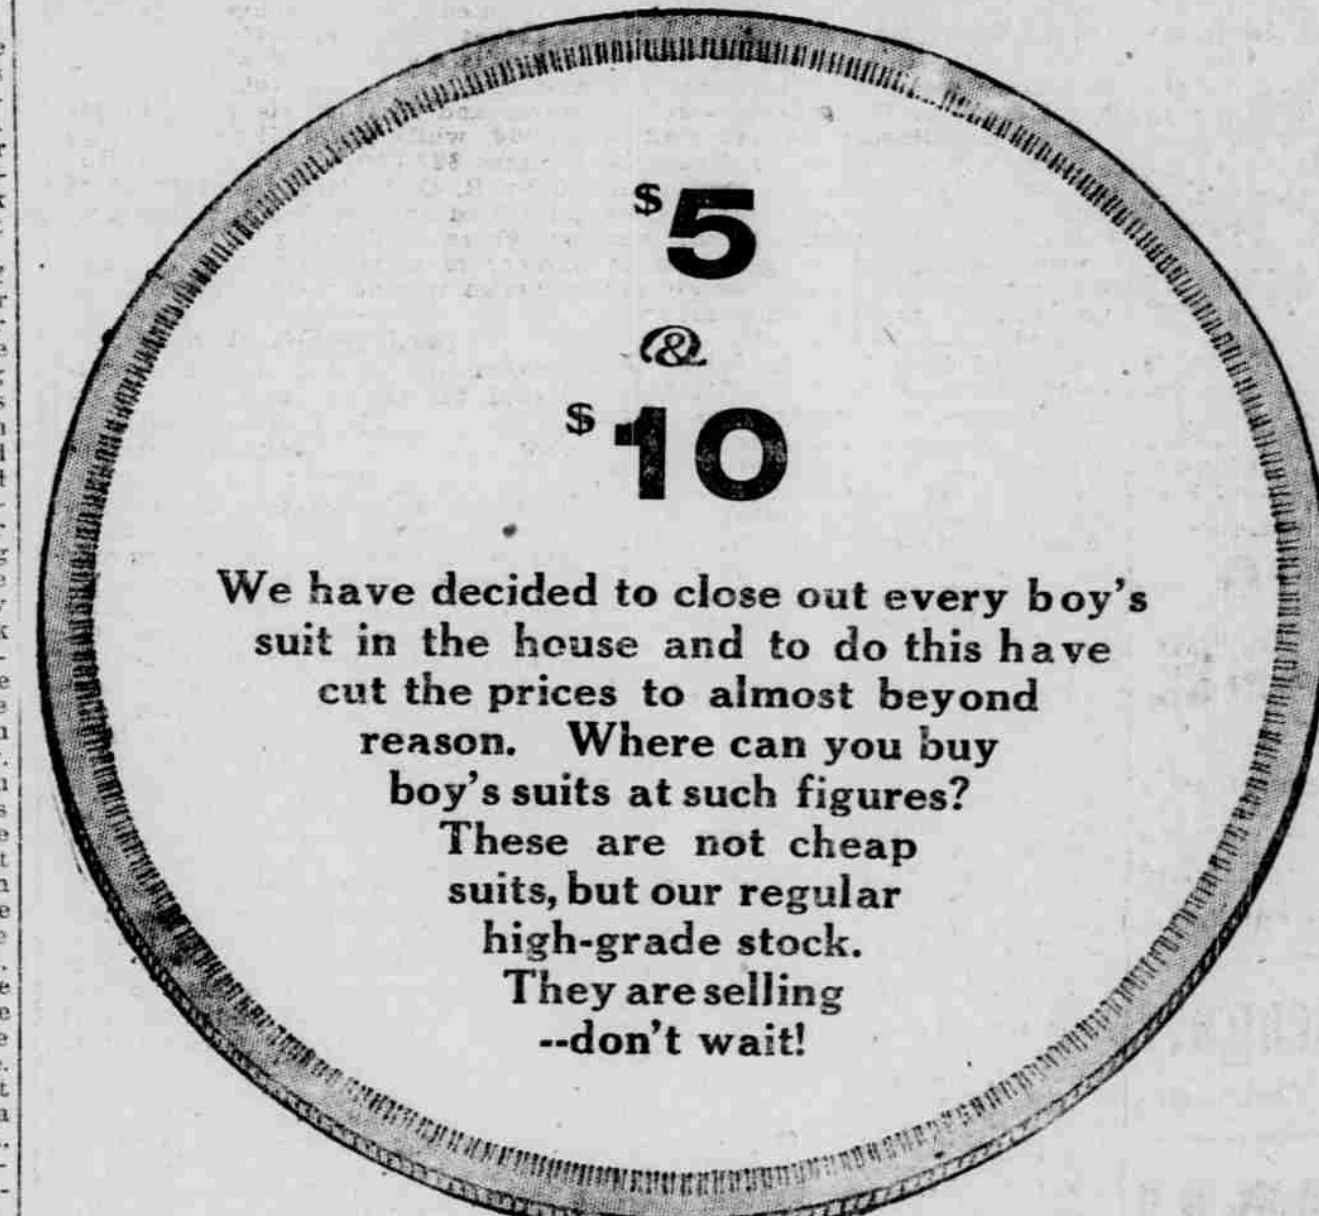 $5
&
$10
We have decided to close out every boy's
suit in the house and to do this have
cut the prices to almost beyond
reason. Where can you buy
boy's suits at such figures?
These are not cheap
suits, but our regular
high-grade stock.
They are selling
--don't wait!